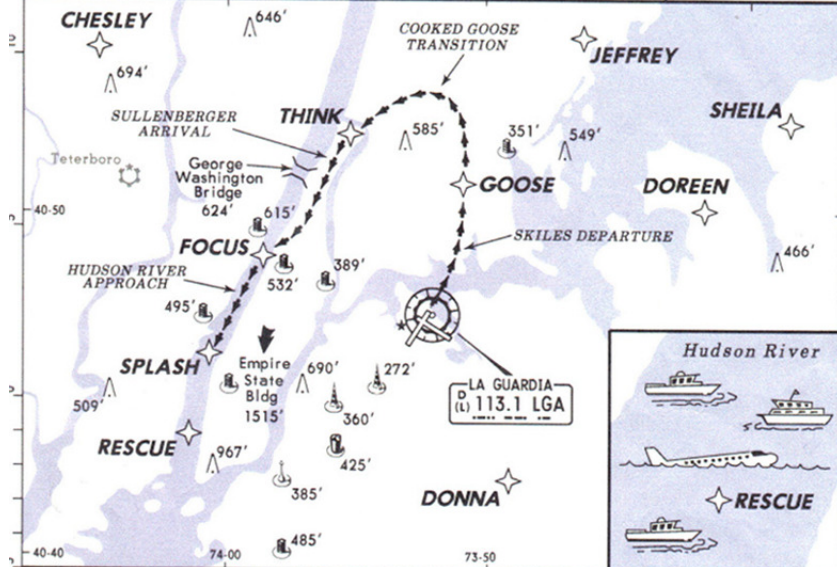 CHESLEY
646'
COOKED GOOSE
TRANSITION
JEFFREY
694'
SULLENBERGER
ARRIVAL
THINK
585'
351'
549'
SHEILA
Teterboro
George
Washington
Bridge
624'
GOOSE
DOREEN
40-50
615'
FOCUS
SKILES DEPARTURE
HUDSON RIVER
APPROACH
532'
389'
466'
495'
SPLASH
Empire
State
Bldg
1515'
690'
272'
LA GUARDIA
D
(L) 113.1 LGA
509'
360'
RESCUE
967'
425'
385'
DONNA
485'
40-40
74-00
73-50
Hudson River
RESCUE